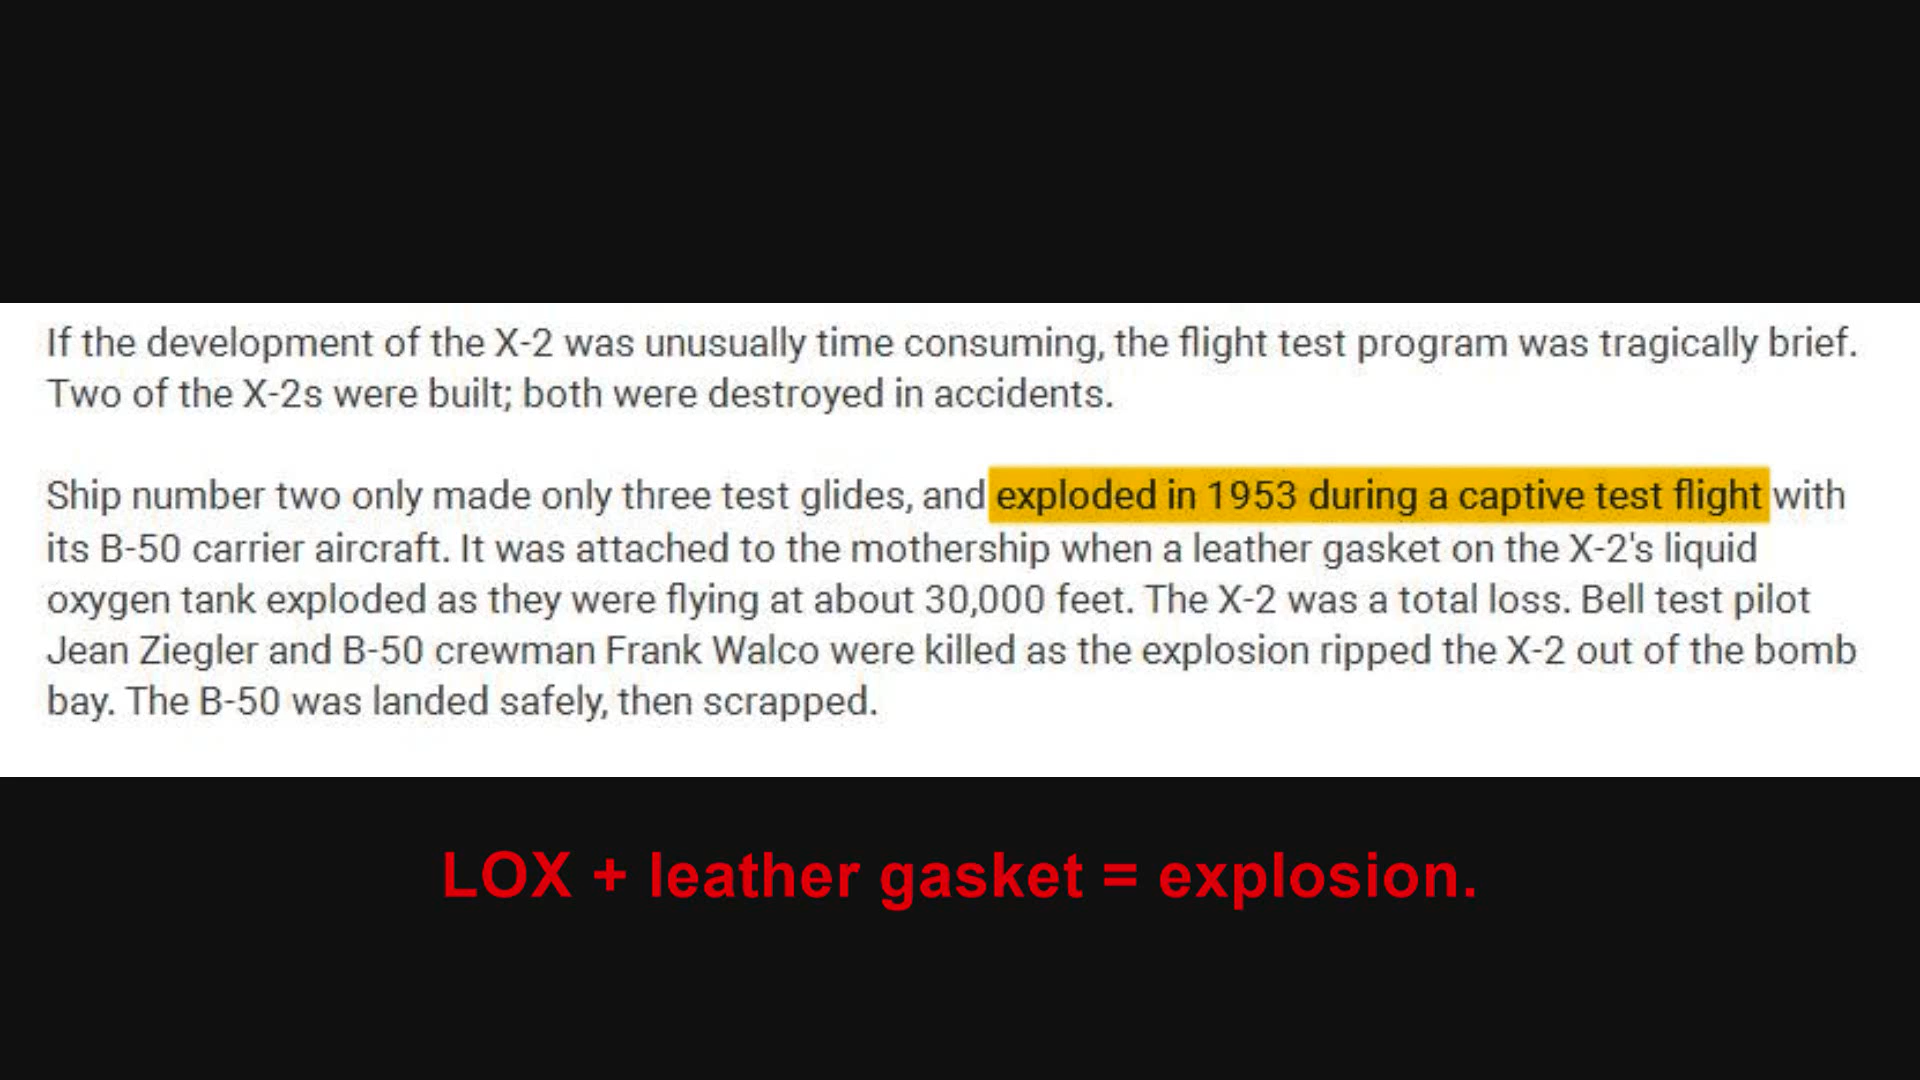 If the development of the X-2 was unusually time consuming, the flight test program was tragically brief.
Two of the X-2s were built; both were destroyed in accidents.
Ship number two only made only three test glides, and exploded in 1953 during a captive test flight with
its B-50 carrier aircraft. It was attached to the mothership when a leather gasket on the X-2's liquid
oxygen tank exploded as they were flying at about 30,000 feet. The X-2 was a total loss. Bell test pilot
Jean Ziegler and B-50 crewman Frank Walco were killed as the explosion ripped the X-2 out of the bomb
bay. The B-50 was landed safely, then scrapped.
LOX + leather gasket = explosion.